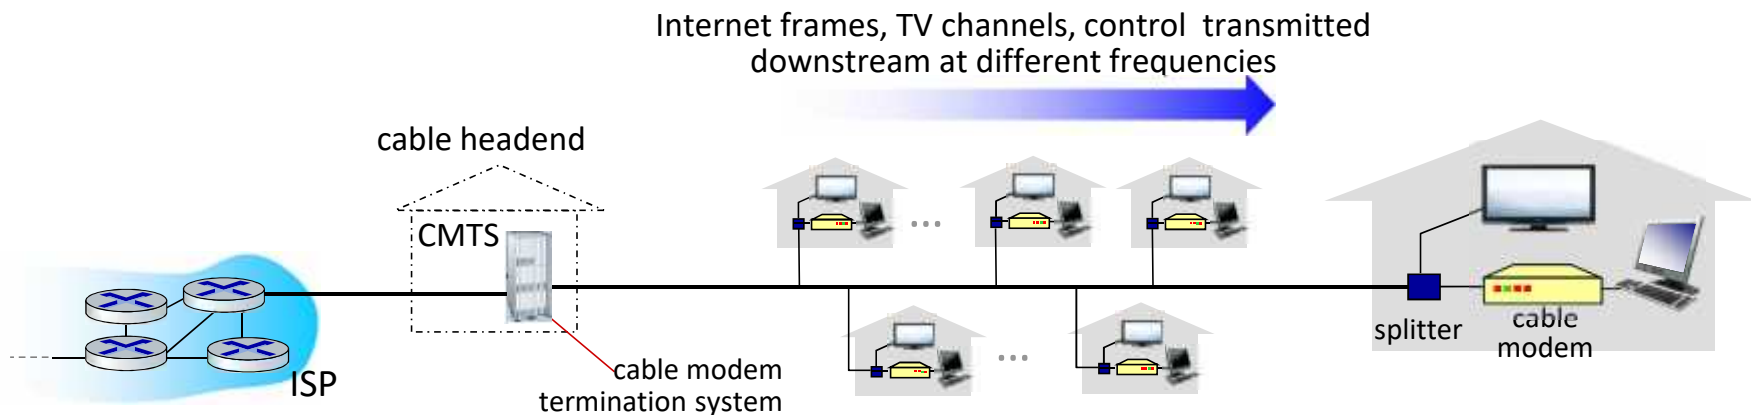 Internet frames, TV channels, control transmitted
downstream at different frequencies
cable headend
CMTS
ISP
cable modem
termination system
splitter
cable
modem